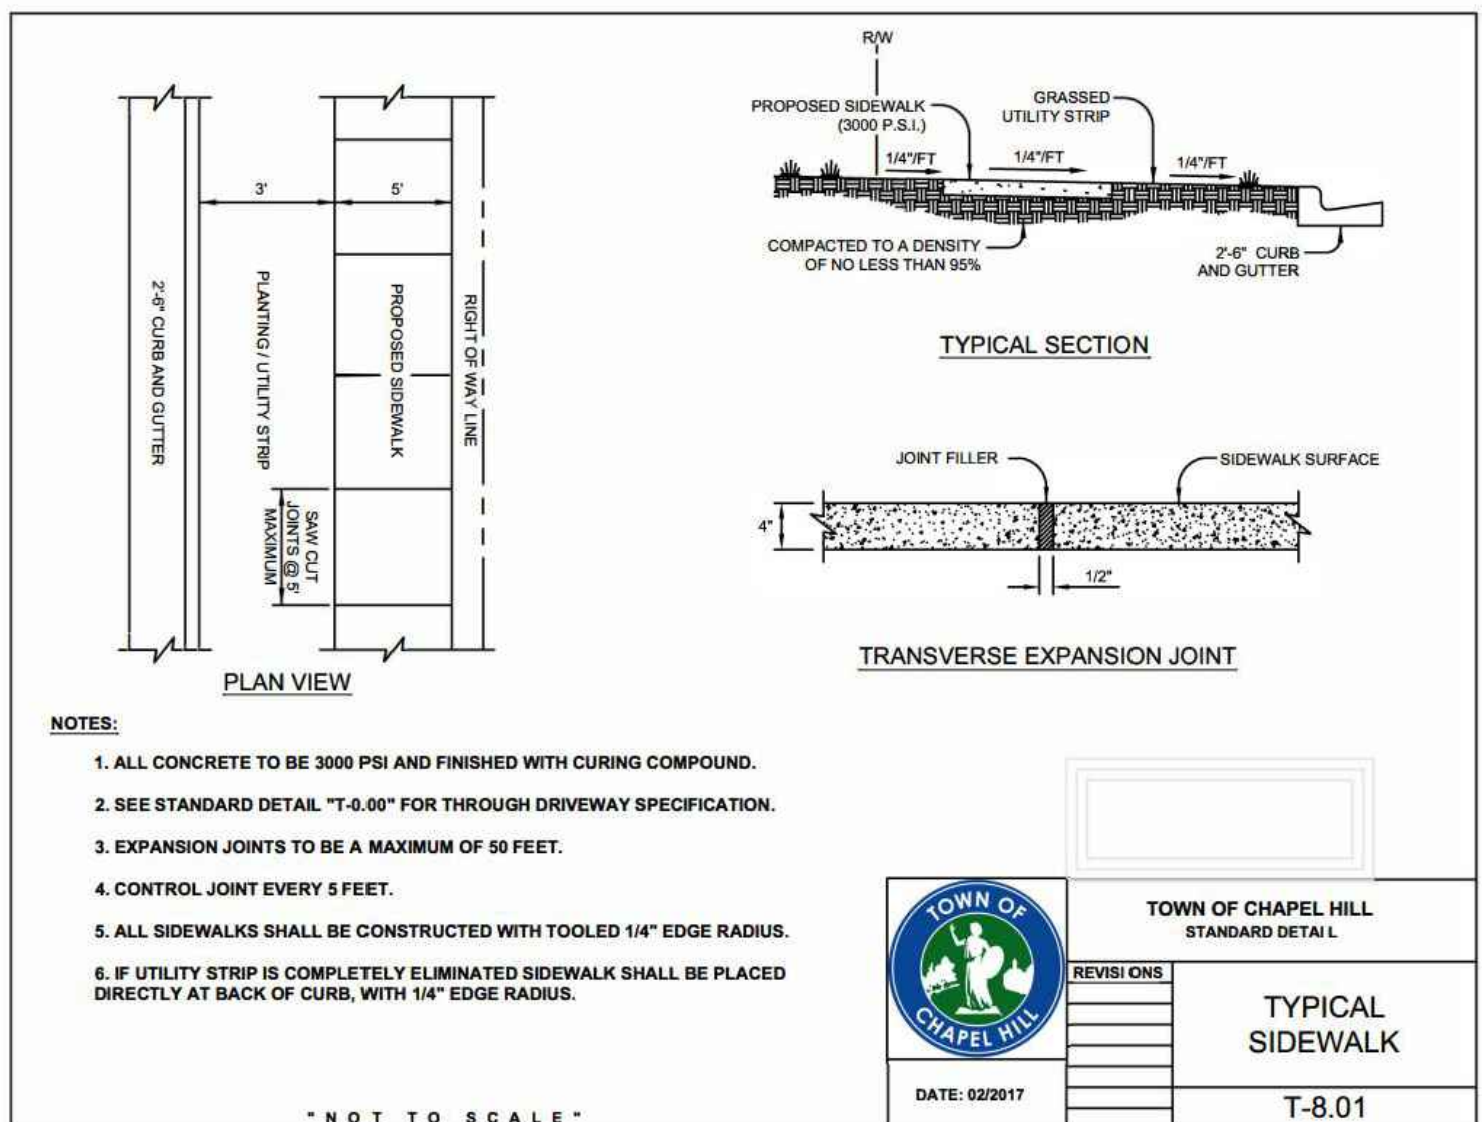 3'
5'
2'-6" CURB AND GUTTER
PLANTING / UTILITY STRIP
PROPOSED SIDEWALK
RIGHT OF WAY LINE
SAW CUT
JOINTS @ 5'
MAXIMUM
PLAN VIEW
R/W
PROPOSED SIDEWALK
(3000 P.S.I.)
GRASSED
UTILITY STRIP
1/4"/FT
1/4"/FT
1/4"/FT
COMPACTED TO A DENSITY
OF NO LESS THAN 95%
2'-6" CURB
AND GUTTER
TYPICAL SECTION
JOINT FILLER
SIDEWALK SURFACE
4"
1/2"
TRANSVERSE EXPANSION JOINT
NOTES:
1. ALL CONCRETE TO BE 3000 PSI AND FINISHED WITH CURING COMPOUND.
2. SEE STANDARD DETAIL "T-0.00" FOR THROUGH DRIVEWAY SPECIFICATION.
3. EXPANSION JOINTS TO BE A MAXIMUM OF 50 FEET.
4. CONTROL JOINT EVERY 5 FEET.
5. ALL SIDEWALKS SHALL BE CONSTRUCTED WITH TOOLED 1/4" EDGE RADIUS.
6. IF UTILITY STRIP IS COMPLETELY ELIMINATED SIDEWALK SHALL BE PLACED
DIRECTLY AT BACK OF CURB, WITH 1/4" EDGE RADIUS.
"NOT TO SCALE"
TOWN OF
CHAPEL HILL
DATE: 02/2017
TOWN OF CHAPEL HILL
STANDARD DETAIL
REVISIONS
TYPICAL
SIDEWALK
T-8.01